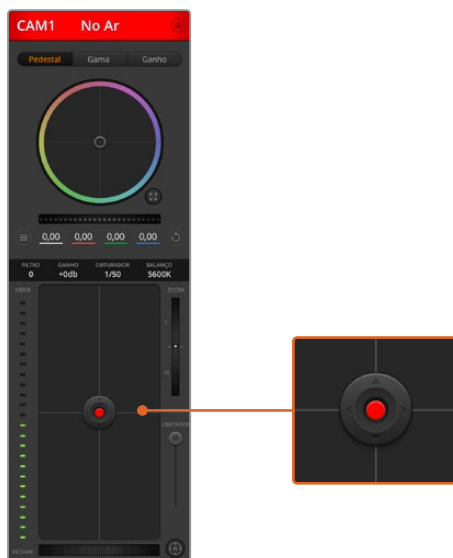 CAM1 No Ar
Pedestal Gama Ganho
0,00 0,00 0,00 0,00
FILTRO GANHO OBTURADOR BALANÇO
0 +0db 1/50 5600K
ABRIR ZOOM
LIMITADOR
FECHAR